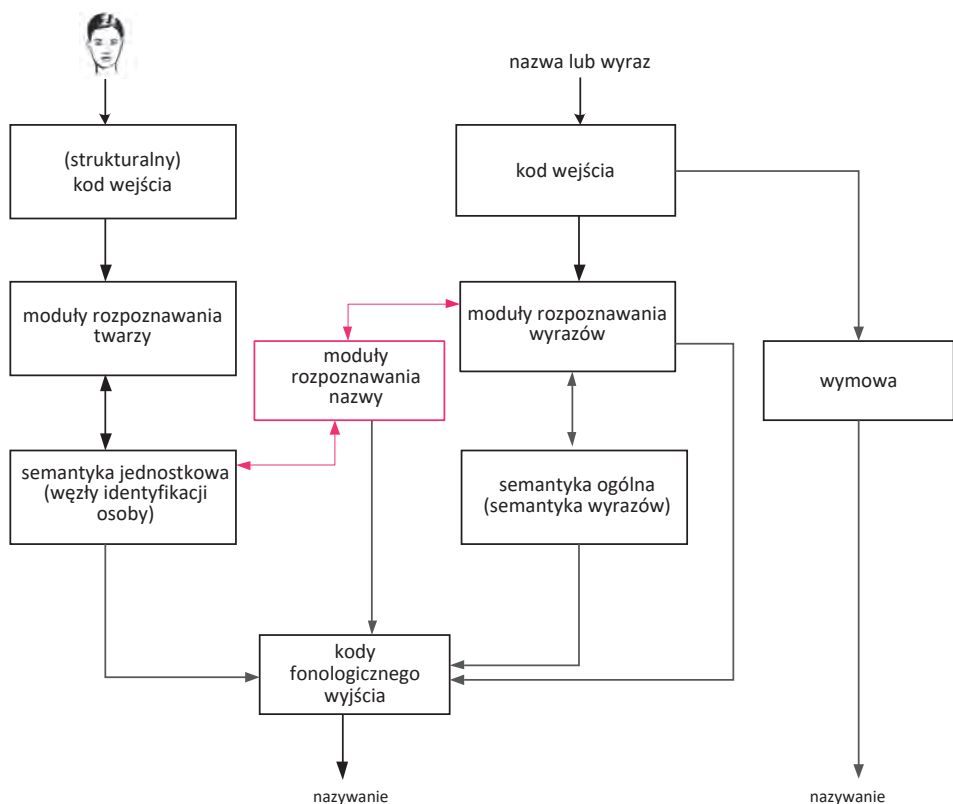 nazwa lub wyraz
(strukturalny)
kod wejścia
kod wejścia
moduły rozpoznawania
twarzy
moduły
rozpoznawania
nazwy
moduły rozpoznawania
wyrazów
wymowa
semantyka jednostkowa
(węzły identyfikacji
osoby)
semantyka ogólna
(semantyka wyrazów)
kody
fonologicznego
wyjścia
nazywanie
nazywanie